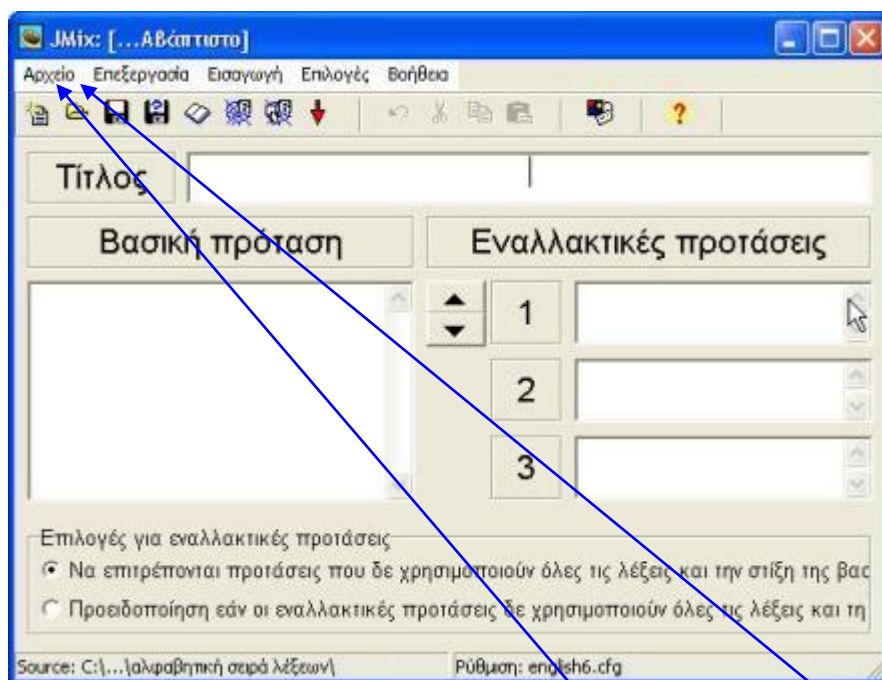 JMix: [...Αβάπτιστο]
Αρχείο Επεξεργασία Εισαγωγή Επιλογές Βοήθεια
?
Τίτλος
Βασική πρόταση Εναλλακτικές προτάσεις
1
2
3
Επιλογές για εναλλακτικές προτάσεις
Να επιτρέπονται προτάσεις που δε χρησιμοποιούν όλες τις λέξεις και την στίξη της βας
Προειδοποίηση εάν οι εναλλακτικές προτάσεις δε χρησιμοποιούν όλες τις λέξεις και τη
Source: C:\...\αλφαβητική σειρά λέξεων\ Ρύθμιση: english6.cfg